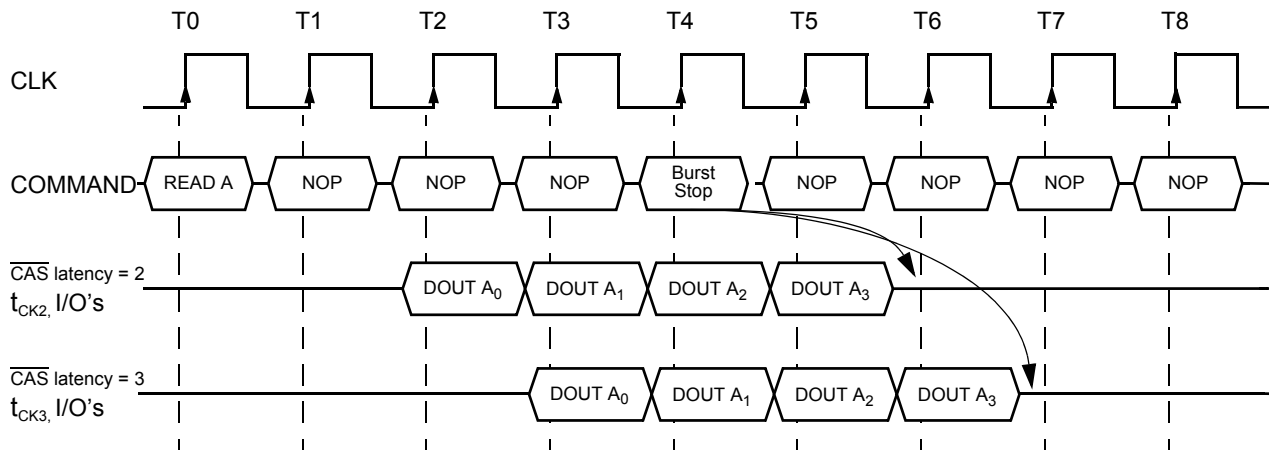 T0 T1 T2 T3 T4 T5 T6 T7 T8
CLK
COMMAND READ A NOP NOP NOP Burst Stop NOP NOP NOP NOP
CAS latency = 2
tCK2, I/O's DOUT A0 DOUT A1 DOUT A2 DOUT A3
CAS latency = 3
tCK3, I/O's DOUT A0 DOUT A1 DOUT A2 DOUT A3